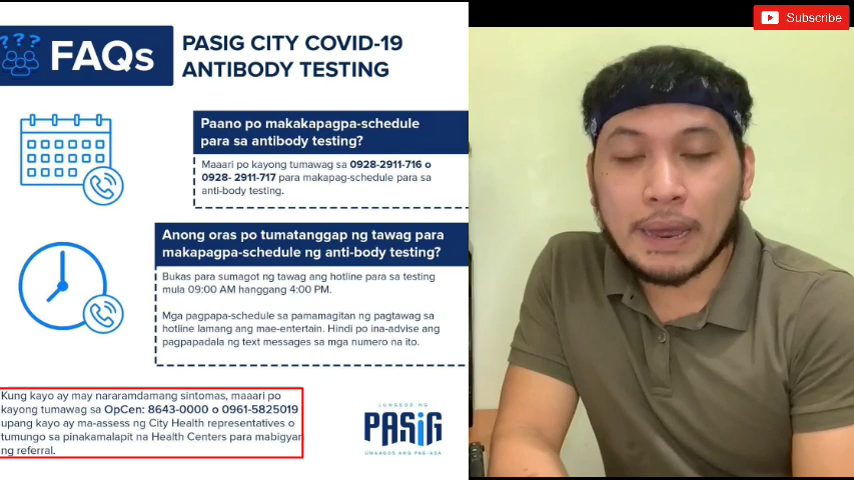 Subscribe
???
FAQs
PASIG CITY COVID-19
ANTIBODY TESTING
Paano po makakapagpa-schedule
para sa antibody testing?
Maaari po kayong tumawag sa 0928-2911-716 o
0928- 2911-717 para makapag-schedule para sa
anti-body testing.
Anong oras po tumatanggap ng tawag para
makapagpa-schedule ng anti-body testing?
Bukas para sumagot ng tawag ang hotline para sa testing
mula 09:00 AM hanggang 4:00 PM.
Mga pagpapa-schedule sa pamamagitan ng pagtawag sa
hotline lamang ang mae-entertain. Hindi po ina-advise ang
pagpapadala ng text messages sa mga numero na ito.
Kung kayo ay may nararamdamang sintomas, maaari po
kayong tumawag sa OpCen: 8643-0000 o 0961-5825019
upang kayo ay ma-assess ng City Health representatives o
tumungo sa pinakamalapit na Health Centers para mabigyan
ng referral.
LUNGSOD NG
PASIG
UMAAGOS ANG PAG-ASA